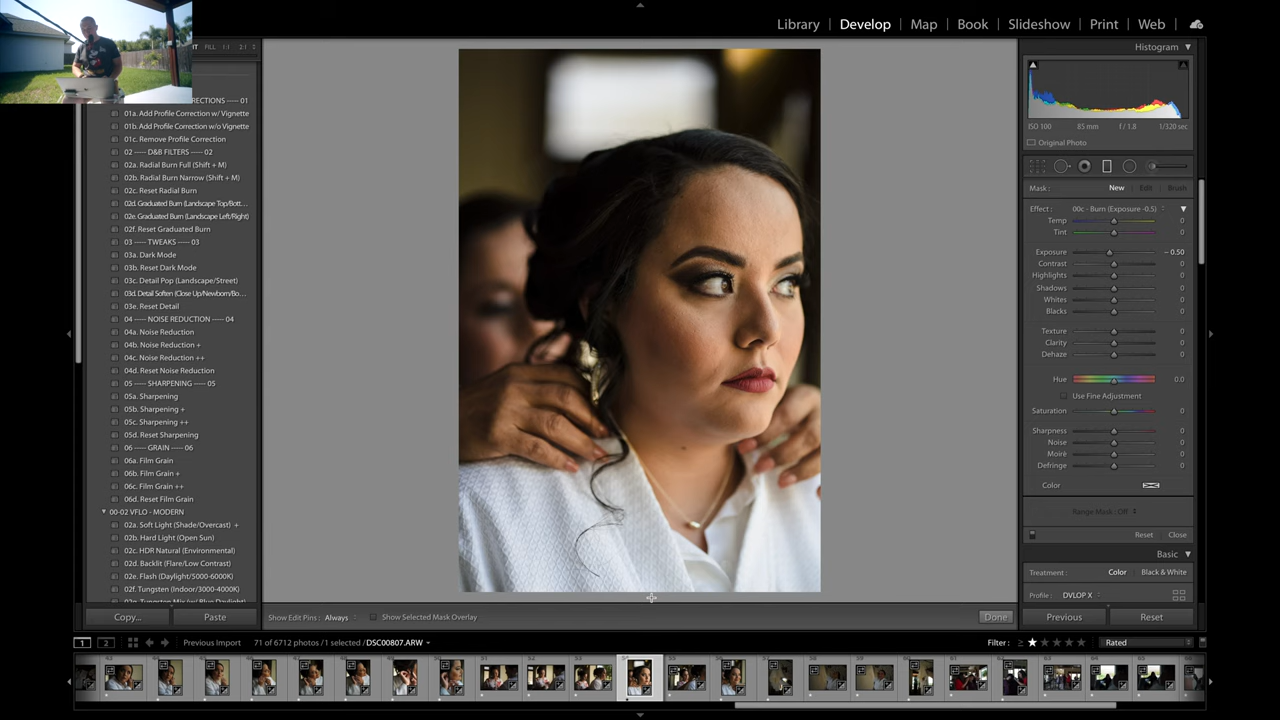 Library | Develop | Map | Book | Slideshow | Print | Web
FILL 1:1 2:1
01a. Add Profile Correction w/ Vignette
01b. Add Profile Correction w/o Vignette
01c. Remove Profile Correction
02 ----- D&B FILTERS ----- 02
02a. Radial Burn Full (Shift + M)
02b. Radial Burn Narrow (Shift + M)
02c. Reset Radial Burn
02d. Graduated Burn (Landscape Top/Bott...
02e. Graduated Burn (Landscape Left/Right)
02f. Reset Graduated Burn
03 ----- TWEAKS ----- 03
03a. Dark Mode
03b. Reset Dark Mode
03c. Detail Pop (Landscape/Street)
03d. Detail Soften (Close Up/Newborn/Bo...
03e. Reset Detail
04 ----- NOISE REDUCTION ----- 04
04a. Noise Reduction
04b. Noise Reduction +
04c. Noise Reduction ++
04d. Reset Noise Reduction
05 ----- SHARPENING ----- 05
05a. Sharpening
05b. Sharpening +
05c. Sharpening ++
05d. Reset Sharpening
06 ----- GRAIN ----- 06
06a. Film Grain
06b. Film Grain +
06c. Film Grain ++
06d. Reset Film Grain
00-02 VFLO - MODERN
02a. Soft Light (Shade/Overcast) +
02b. Hard Light (Open Sun)
02c. HDR Natural (Environmental)
02d. Backlit (Flare/Low Contrast)
02e. Flash (Daylight/5000-6000K)
02f. Tungsten (Indoor/3000-4000K)
Copy... Paste
Show Edit Pins: Always Show Selected Mask Overlay Done
Histogram
ISO 100 85 mm f / 1.8 1/320 sec
Original Photo
Mask: New Edit Brush
Effect: 00c - Burn (Exposure -0.5)
Temp 0
Tint 0
Exposure – 0.50
Contrast 0
Highlights 0
Shadows 0
Whites 0
Blacks 0
Texture 0
Clarity 0
Dehaze 0
Hue 0.0
Use Fine Adjustment
Saturation 0
Sharpness 0
Noise 0
Moiré 0
Defringe 0
Color
Range Mask: Off
Reset Close
Basic
Treatment: Color Black & White
Profile: DVLOP X
Previous Reset
1 2 Previous Import 71 of 6712 photos / 1 selected / DSC00807.ARW Filter: ≥ ★★★★★ Rated